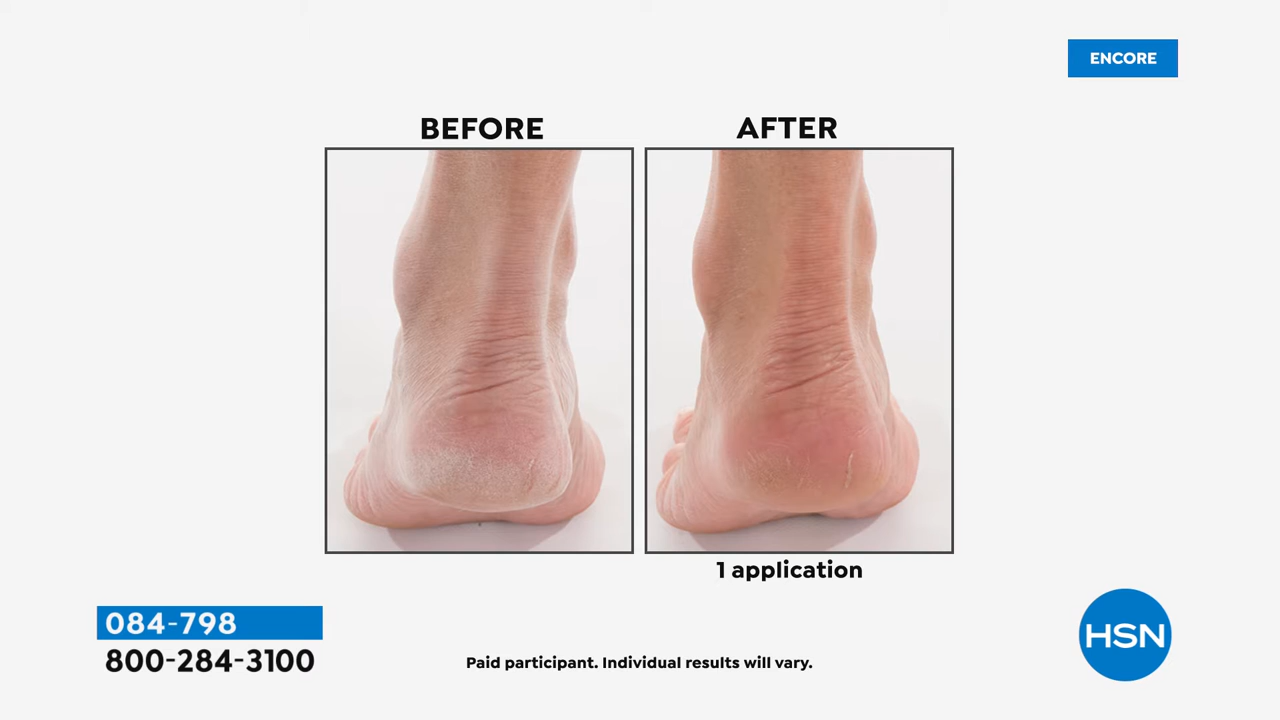 ENCORE
BEFORE
AFTER
1 application
084-798
800-284-3100
Paid participant. Individual results will vary.
HSN